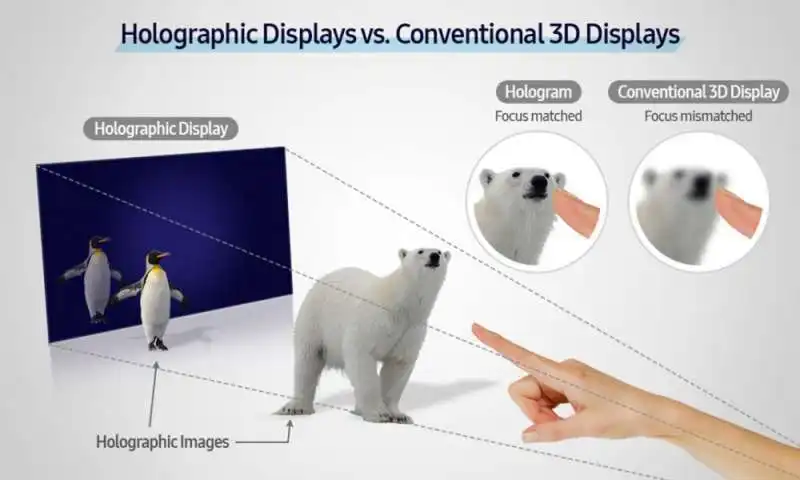 Holographic Displays vs. Conventional 3D Displays
Hologram
Focus matched
Conventional 3D Display
Focus mismatched
Holographic Display
Holographic Images